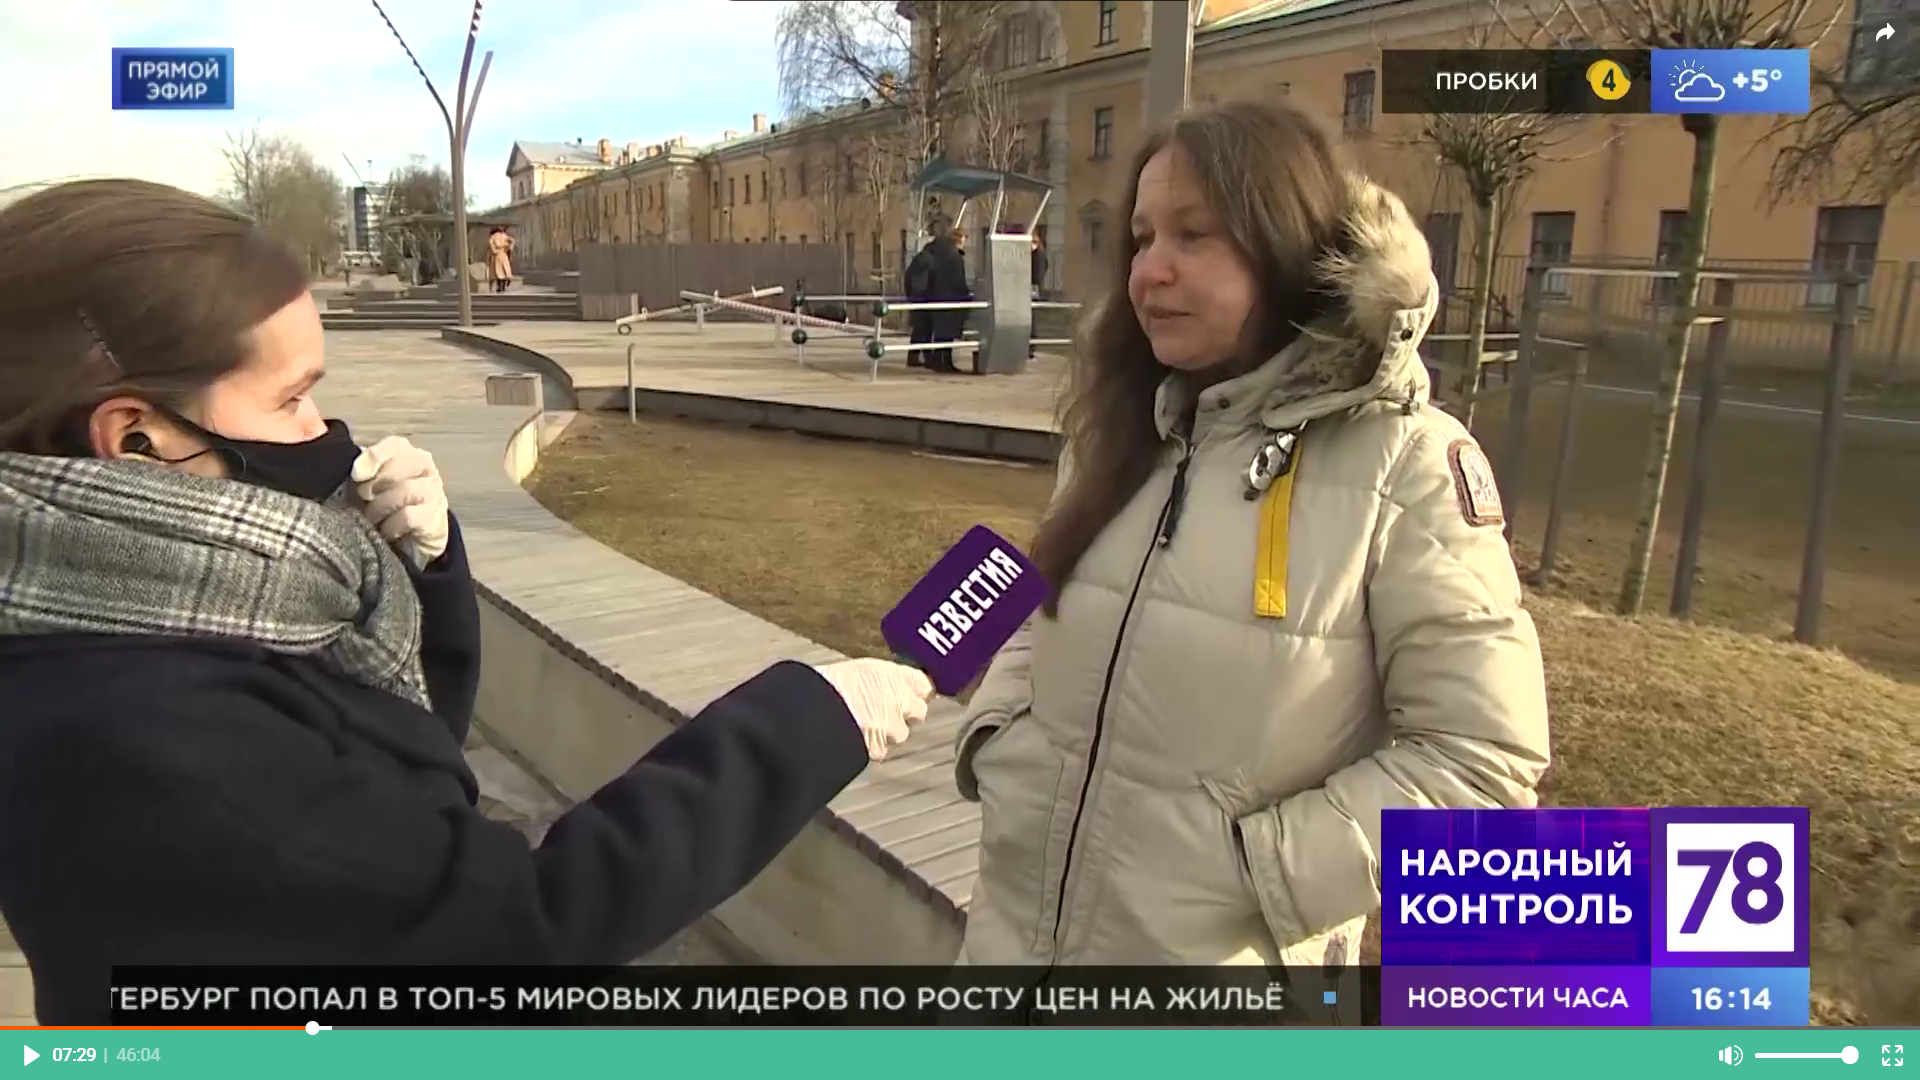 ПРЯМОЙ
ЭФИР
ПРОБКИ 4 +5°
ИЗВЕСТИЯ
НАРОДНЫЙ
КОНТРОЛЬ
78
ТЕРБУРГ ПОПАЛ В ТОП-5 МИРОВЫХ ЛИДЕРОВ ПО РОСТУ ЦЕН НА ЖИЛЬЁ
НОВОСТИ ЧАСА 16:14
07:29 | 46:04